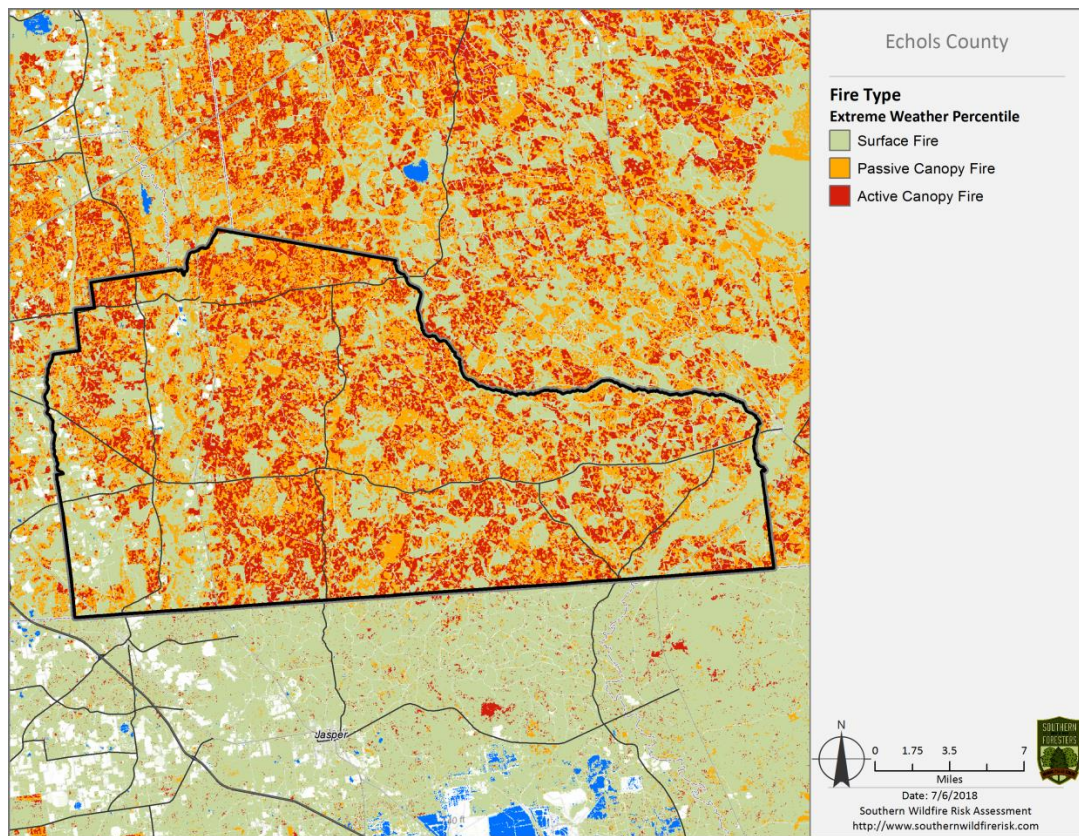 Echols County
Fire Type
Extreme Weather Percentile
Surface Fire
Passive Canopy Fire
Active Canopy Fire
Jasper
N
0 1.75 3.5 7
Miles
SOUTHERN
FORESTERS
Date: 7/6/2018
Southern Wildfire Risk Assessment
http://www.southernwildfirerisk.com